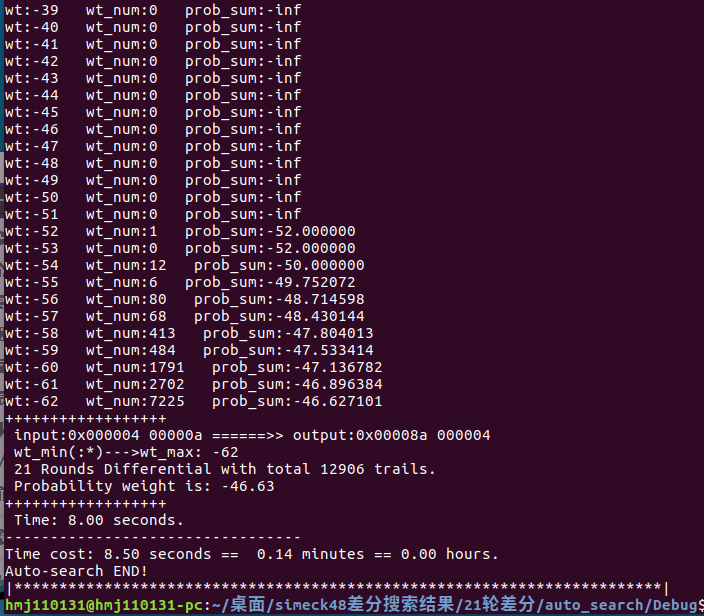 wt:-39   wt_num:0   prob_sum:-inf
wt:-40   wt_num:0   prob_sum:-inf
wt:-41   wt_num:0   prob_sum:-inf
wt:-42   wt_num:0   prob_sum:-inf
wt:-43   wt_num:0   prob_sum:-inf
wt:-44   wt_num:0   prob_sum:-inf
wt:-45   wt_num:0   prob_sum:-inf
wt:-46   wt_num:0   prob_sum:-inf
wt:-47   wt_num:0   prob_sum:-inf
wt:-48   wt_num:0   prob_sum:-inf
wt:-49   wt_num:0   prob_sum:-inf
wt:-50   wt_num:0   prob_sum:-inf
wt:-51   wt_num:0   prob_sum:-inf
wt:-52   wt_num:1   prob_sum:-52.000000
wt:-53   wt_num:0   prob_sum:-52.000000
wt:-54   wt_num:12   prob_sum:-50.000000
wt:-55   wt_num:6   prob_sum:-49.752072
wt:-56   wt_num:80   prob_sum:-48.714598
wt:-57   wt_num:68   prob_sum:-48.430144
wt:-58   wt_num:413   prob_sum:-47.804013
wt:-59   wt_num:484   prob_sum:-47.533414
wt:-60   wt_num:1791   prob_sum:-47.136782
wt:-61   wt_num:2702   prob_sum:-46.896384
wt:-62   wt_num:7225   prob_sum:-46.627101
++++++++++++++++++
 input:0x000004 00000a ======>> output:0x00008a 000004
 wt_min(:*)--->wt_max: -62
 21 Rounds Differential with total 12906 trails.
 Probability weight is: -46.63
++++++++++++++++++
 Time: 8.00 seconds.
---------------------------------
Time cost: 8.50 seconds ==  0.14 minutes == 0.00 hours.
Auto-search END!
|************************************************************************|
hmj110131@hmj110131-pc:~/桌面/simeck48差分搜索结果/21轮差分/auto_search/Debug$